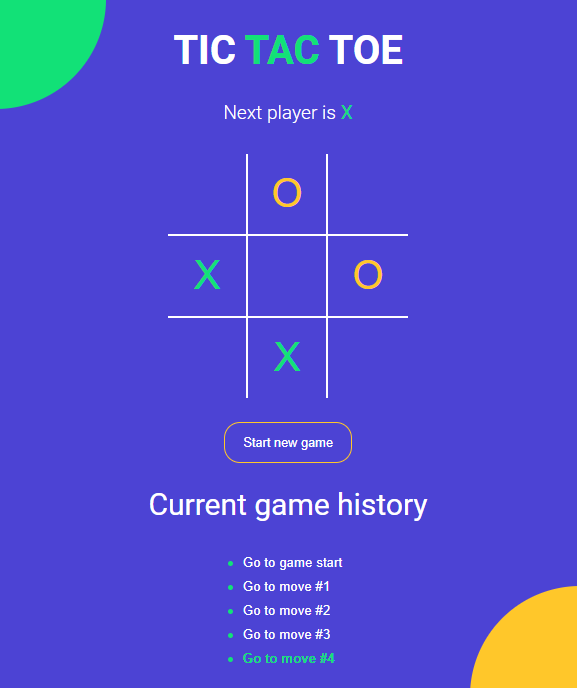 TIC TAC TOE
Next player is X
O
X O
X
Start new game
Current game history
Go to game start
Go to move #1
Go to move #2
Go to move #3
Go to move #4